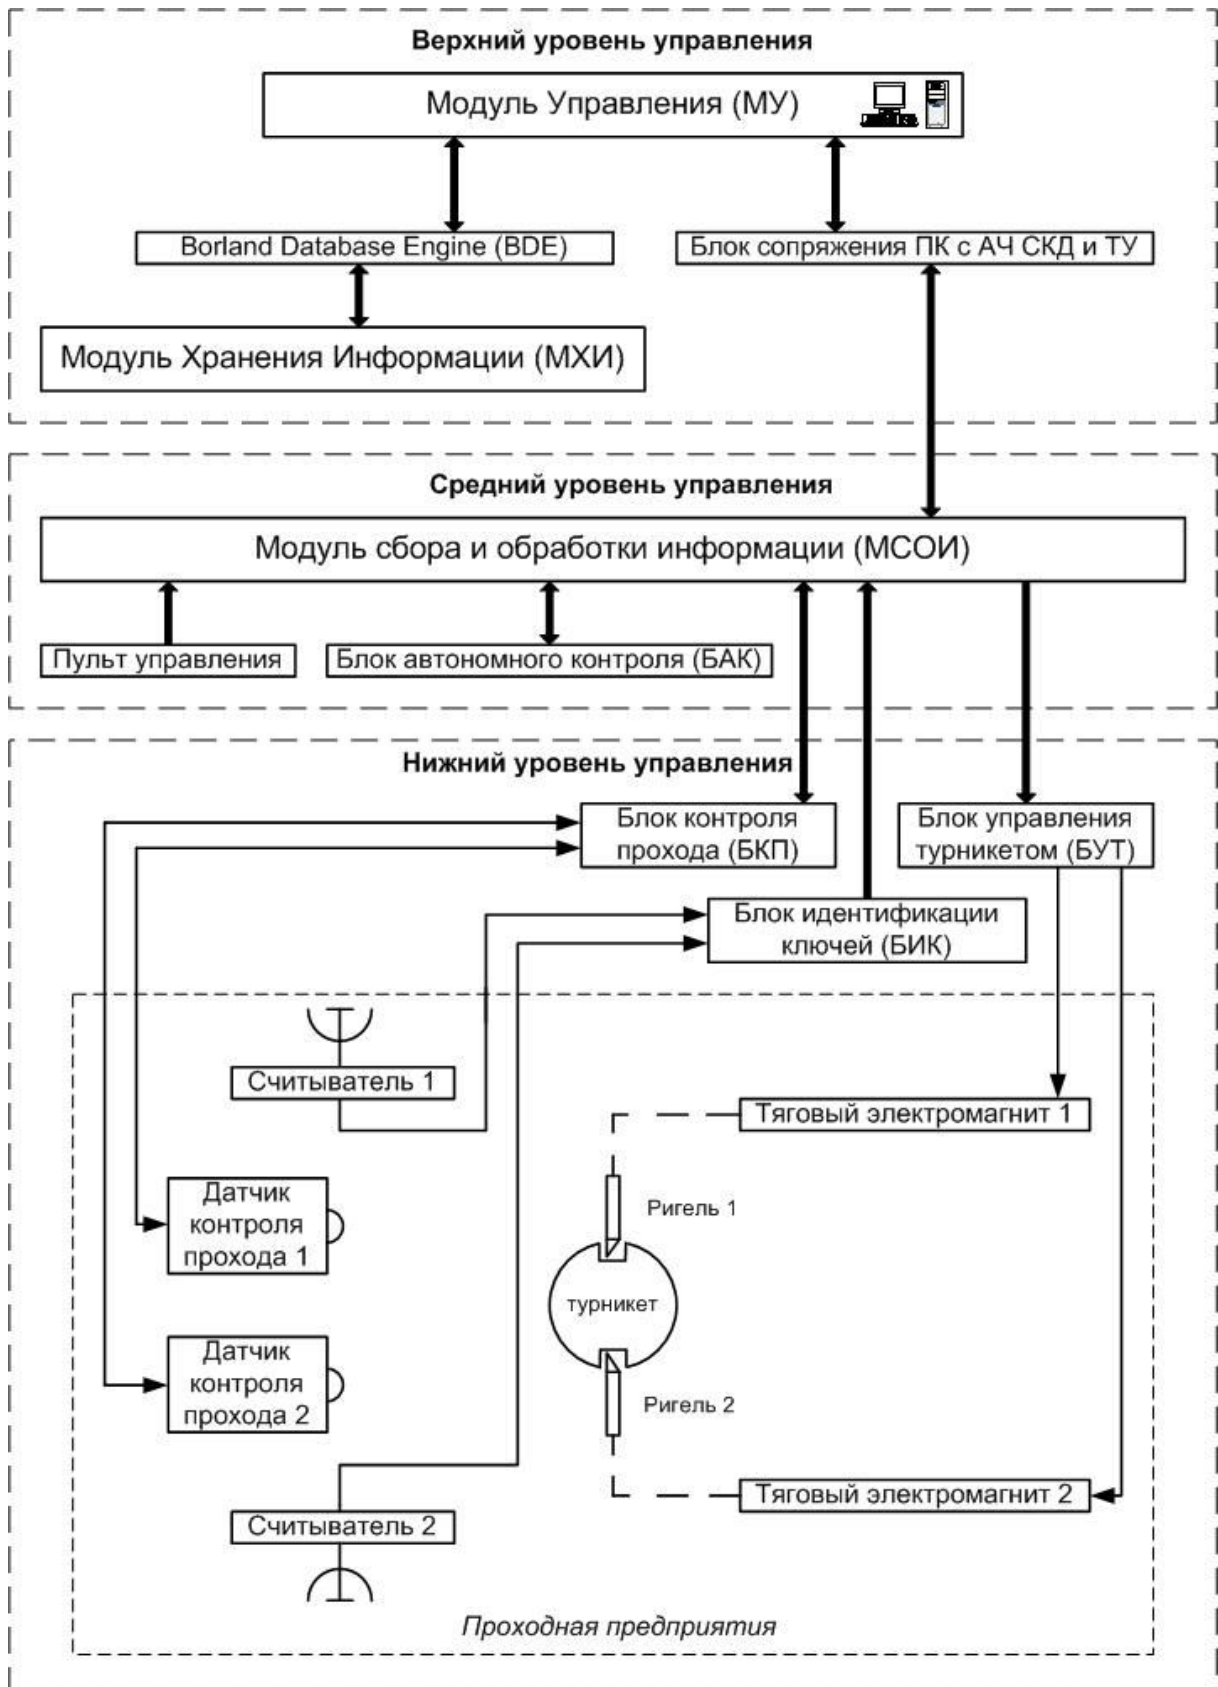 Верхний уровень управления
Модуль Управления (МУ)
Borland Database Engine (BDE)
Блок сопряжения ПК с АЧ СКД и ТУ
Модуль Хранения Информации (МХИ)
Средний уровень управления
Модуль сбора и обработки информации (МСОИ)
Пульт управления
Блок автономного контроля (БАК)
Нижний уровень управления
Блок контроля
прохода (БКП)
Блок управления
турникетом (БУТ)
Блок идентификации
ключей (БИК)
Считыватель 1
Тяговый электромагнит 1
Датчик
контроля
прохода 1
Ригель 1
турникет
Датчик
контроля
прохода 2
Ригель 2
Тяговый электромагнит 2
Считыватель 2
Проходная предприятия